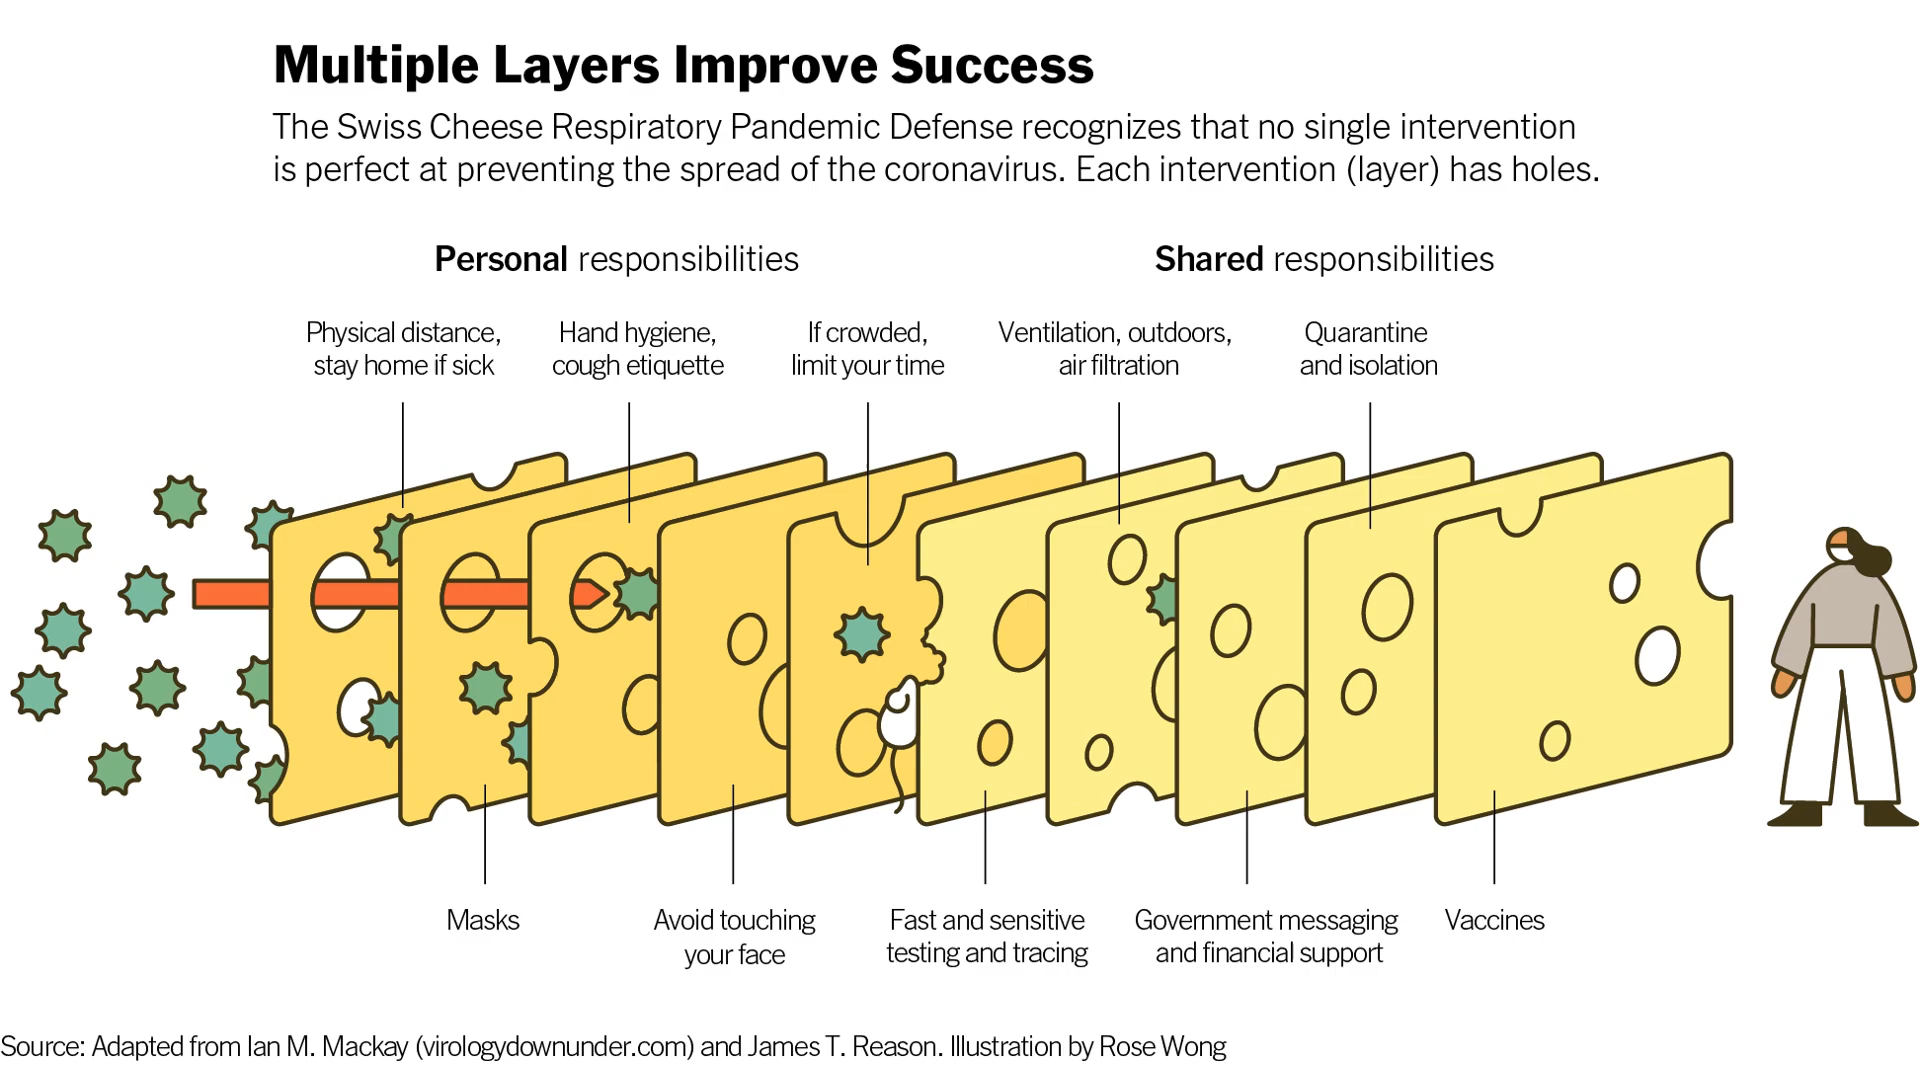 Multiple Layers Improve Success
The Swiss Cheese Respiratory Pandemic Defense recognizes that no single intervention
is perfect at preventing the spread of the coronavirus. Each intervention (layer) has holes.
Personal responsibilities
Shared responsibilities
Physical distance,
stay home if sick
Hand hygiene,
cough etiquette
If crowded,
limit your time
Ventilation, outdoors,
air filtration
Quarantine
and isolation
Masks
Avoid touching
your face
Fast and sensitive
testing and tracing
Government messaging
and financial support
Vaccines
Source: Adapted from Ian M. Mackay (virologydownunder.com) and James T. Reason. Illustration by Rose Wong